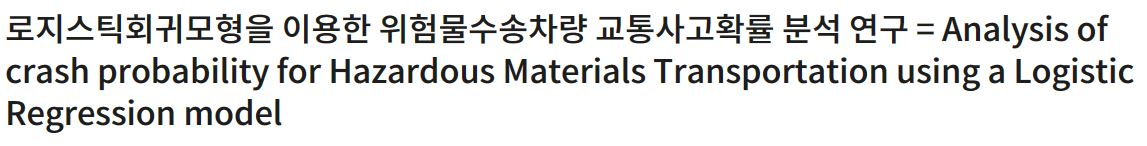 로지스틱회귀모형을 이용한 위험물수송차량 교통사고확률 분석 연구 = Analysis of
crash probability for Hazardous Materials Transportation using a Logistic
Regression model